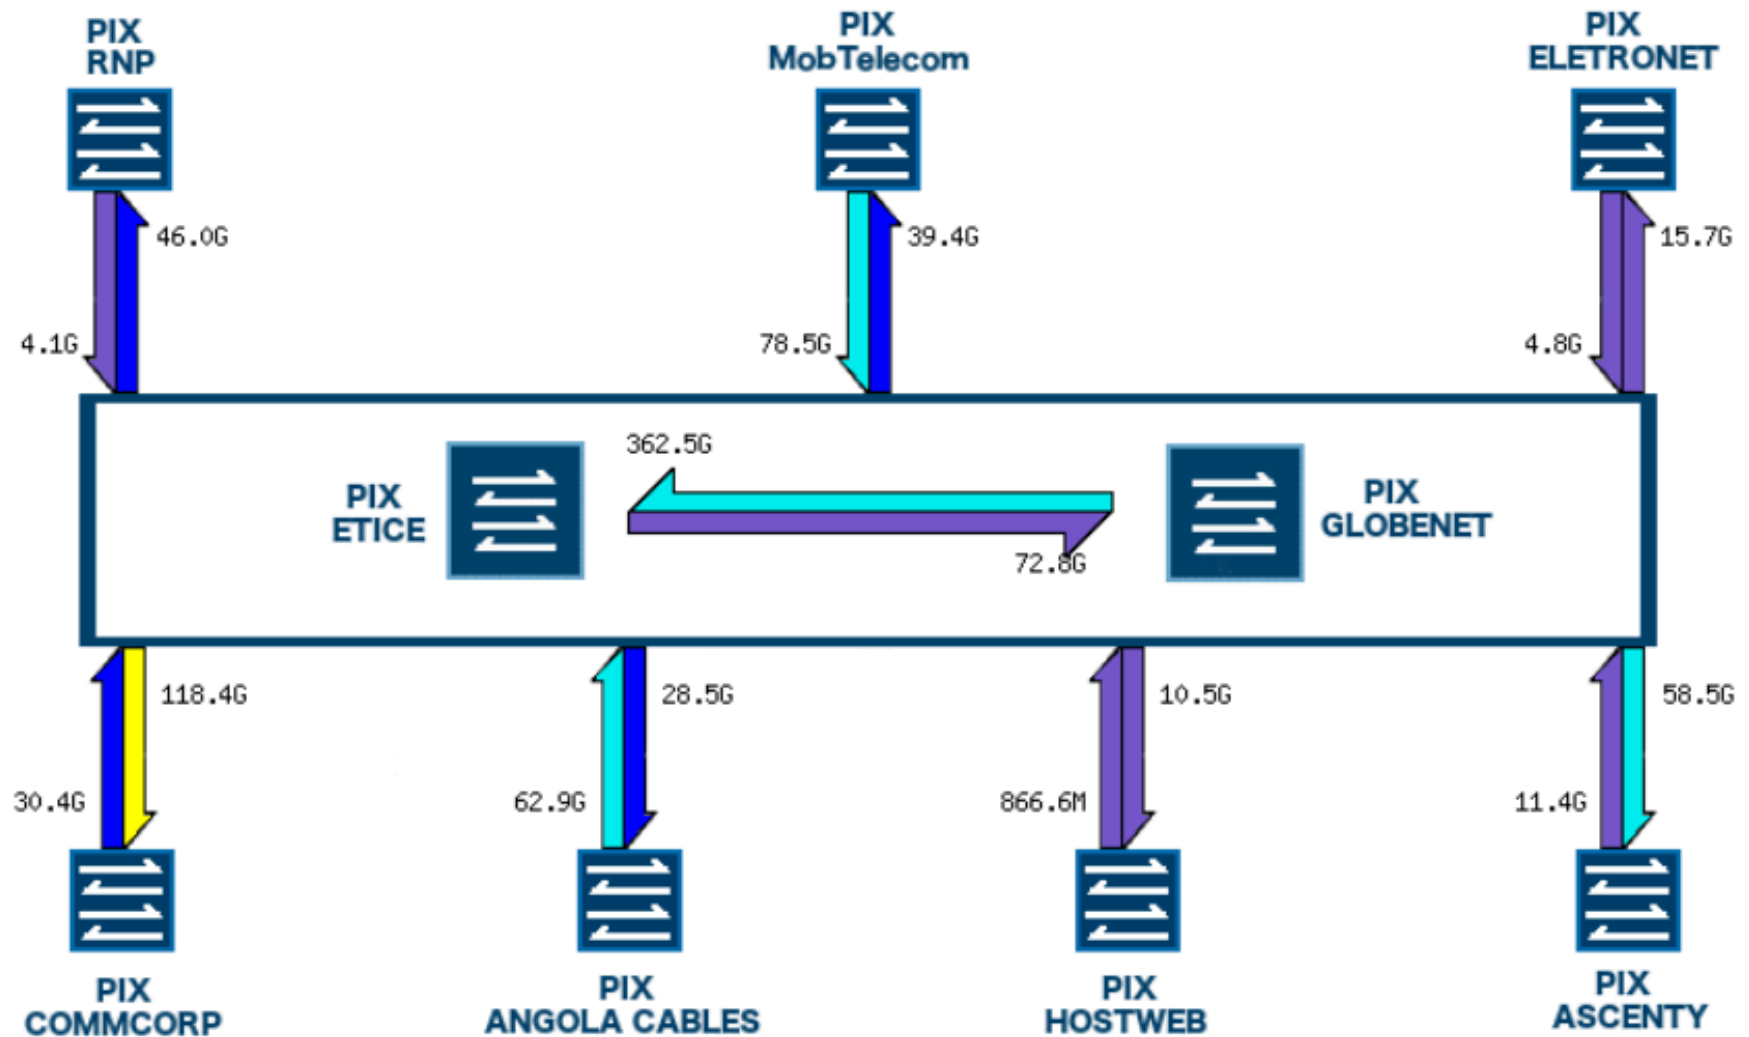 PIX
RNP
PIX
MobTelecom
PIX
ELETRONET
46.0G
39.4G
15.7G
4.1G
78.5G
4.8G
362.5G
PIX
ETICE
PIX
GLOBENET
72.8G
118.4G
28.5G
10.5G
58.5G
30.4G
62.9G
866.6M
11.4G
PIX
COMMCORP
PIX
ANGOLA CABLES
PIX
HOSTWEB
PIX
ASCENTY